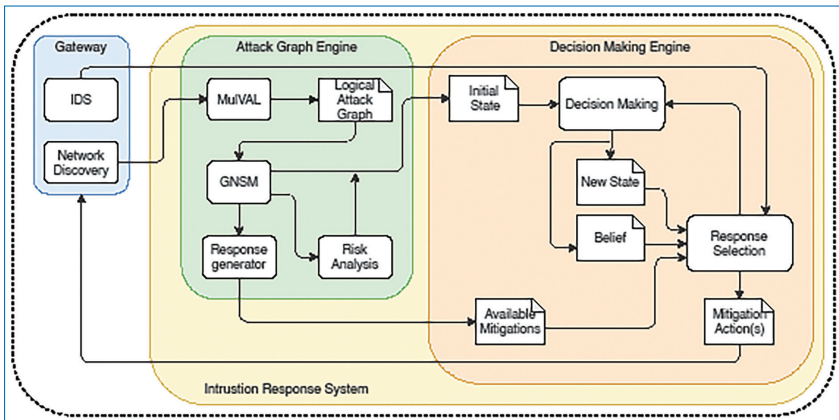 Gateway
Attack Graph Engine
Decision Making Engine
IDS
MulVAL
Logical
Attack
Graph
Initial
State
Decision Making
Network
Discovery
GNSM
New State
Response
generator
Risk
Analysis
Belief
Response
Selection
Available
Mitigations
Mitigation
Action(s)
Intrustion Response System